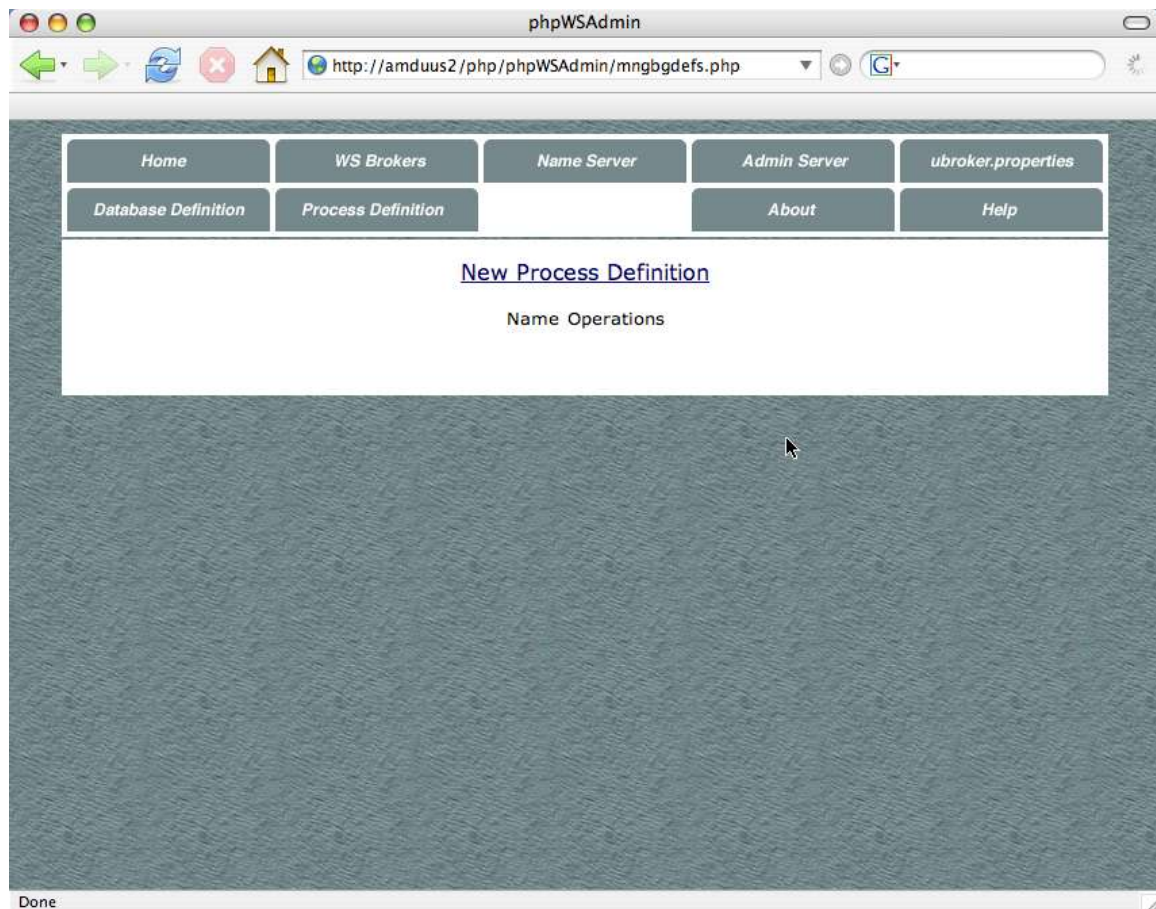 phpWSAdmin
http://amduus2/php/phpWSAdmin/mngbgdefs.php G
Home WS Brokers Name Server Admin Server ubroker.properties
Database Definition Process Definition About Help
New Process Definition
Name Operations
Done